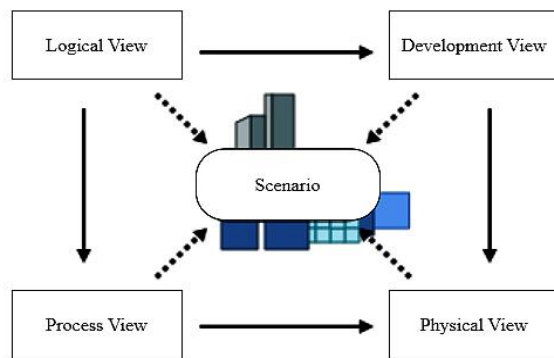 Logical View
Development View
Scenario
Process View
Physical View